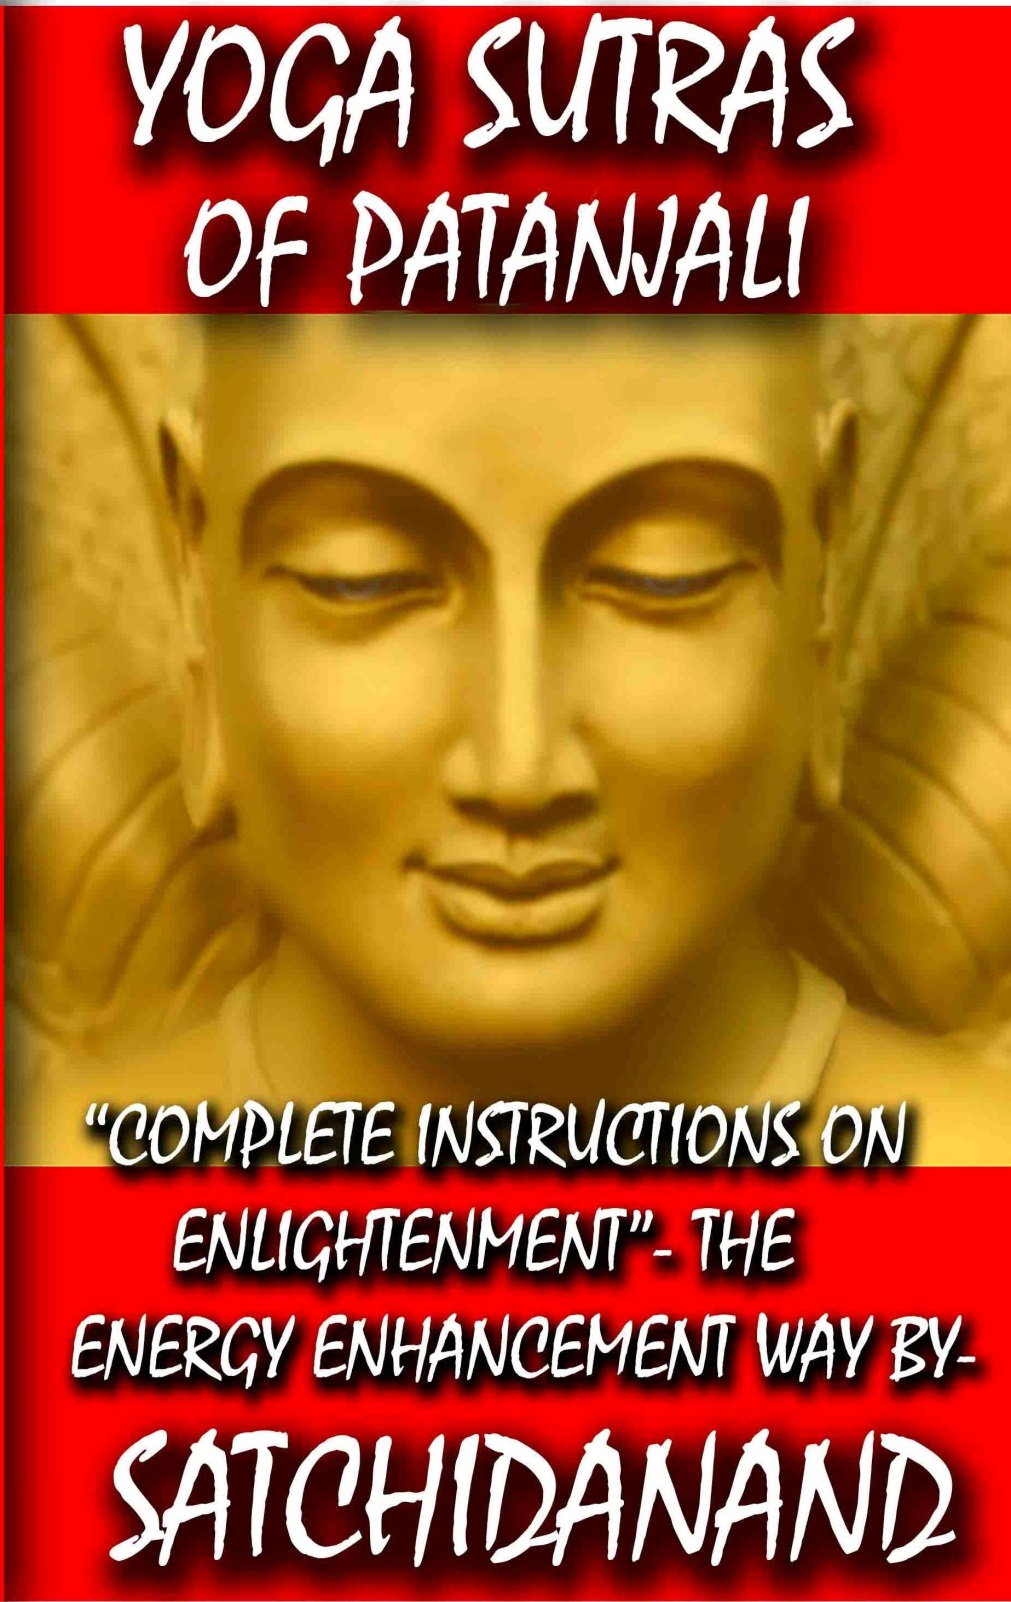 YOGA SUTRAS
OF PATANJALI
“COMPLETE INSTRUCTIONS ON
ENLIGHTENMENT”- THE
ENERGY ENHANCEMENT WAY BY-
SATCHIDANAND